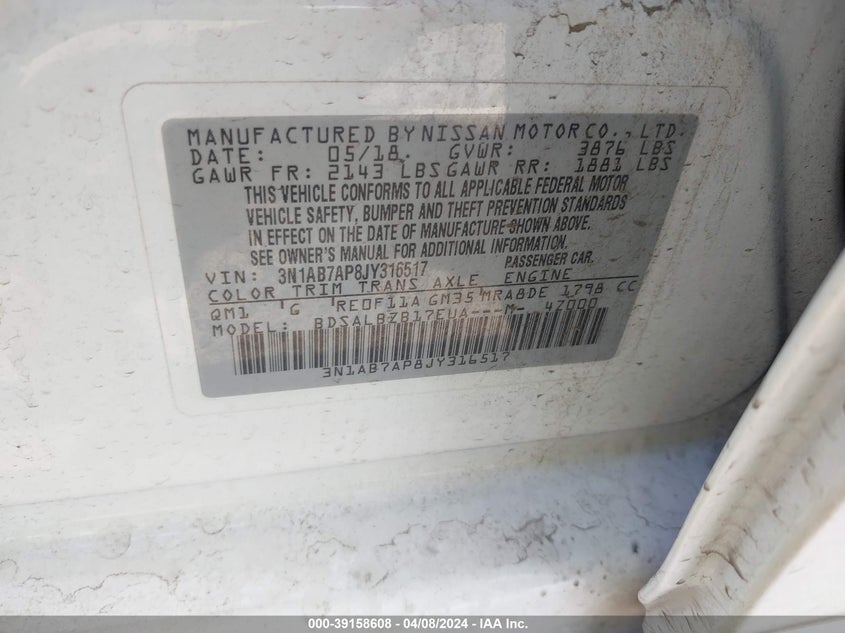 MANUFACTURED BY NISSAN MOTOR CO., LTD.
DATE: 05/18. GVWR: 3876 LBS
GAWR FR: 2143 LBS GAWR RR: 1881 LBS
THIS VEHICLE CONFORMS TO ALL APPLICABLE FEDERAL MOTOR
VEHICLE SAFETY, BUMPER AND THEFT PREVENTION STANDARDS
IN EFFECT ON THE DATE OF MANUFACTURE SHOWN ABOVE.
SEE OWNER'S MANUAL FOR ADDITIONAL INFORMATION.
VIN: 3N1AB7AP8JY316517 PASSENGER CAR.
COLOR TRIM TRANS AXLE ENGINE
QM1 'G 'RE0F11A GM35'MRA8DE 1798 CC
MODEL: BDSALBZB17EUA---M- 4Z000
3N1AB7AP8JY316517
000-39158608 - 04/08/2024 - IAA Inc.